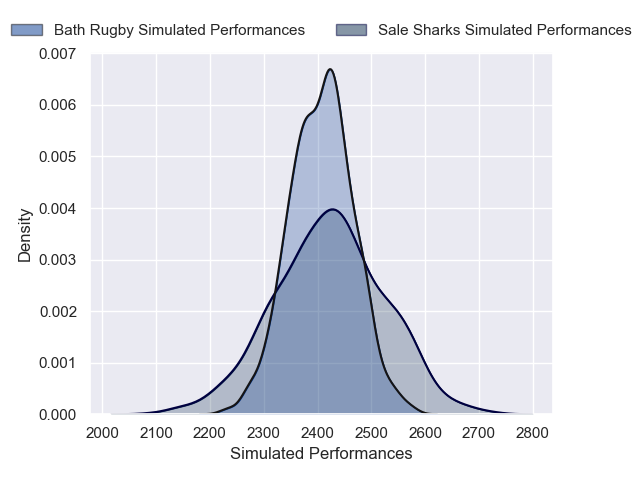 Bath Rugby Simulated Performances Sale Sharks Simulated Performances
0.007
0.006
0.005
0.004
0.003
0.002
0.001
0.000
Density
2000 2100 2200 2300 2400 2500 2600 2700 2800
Simulated Performances